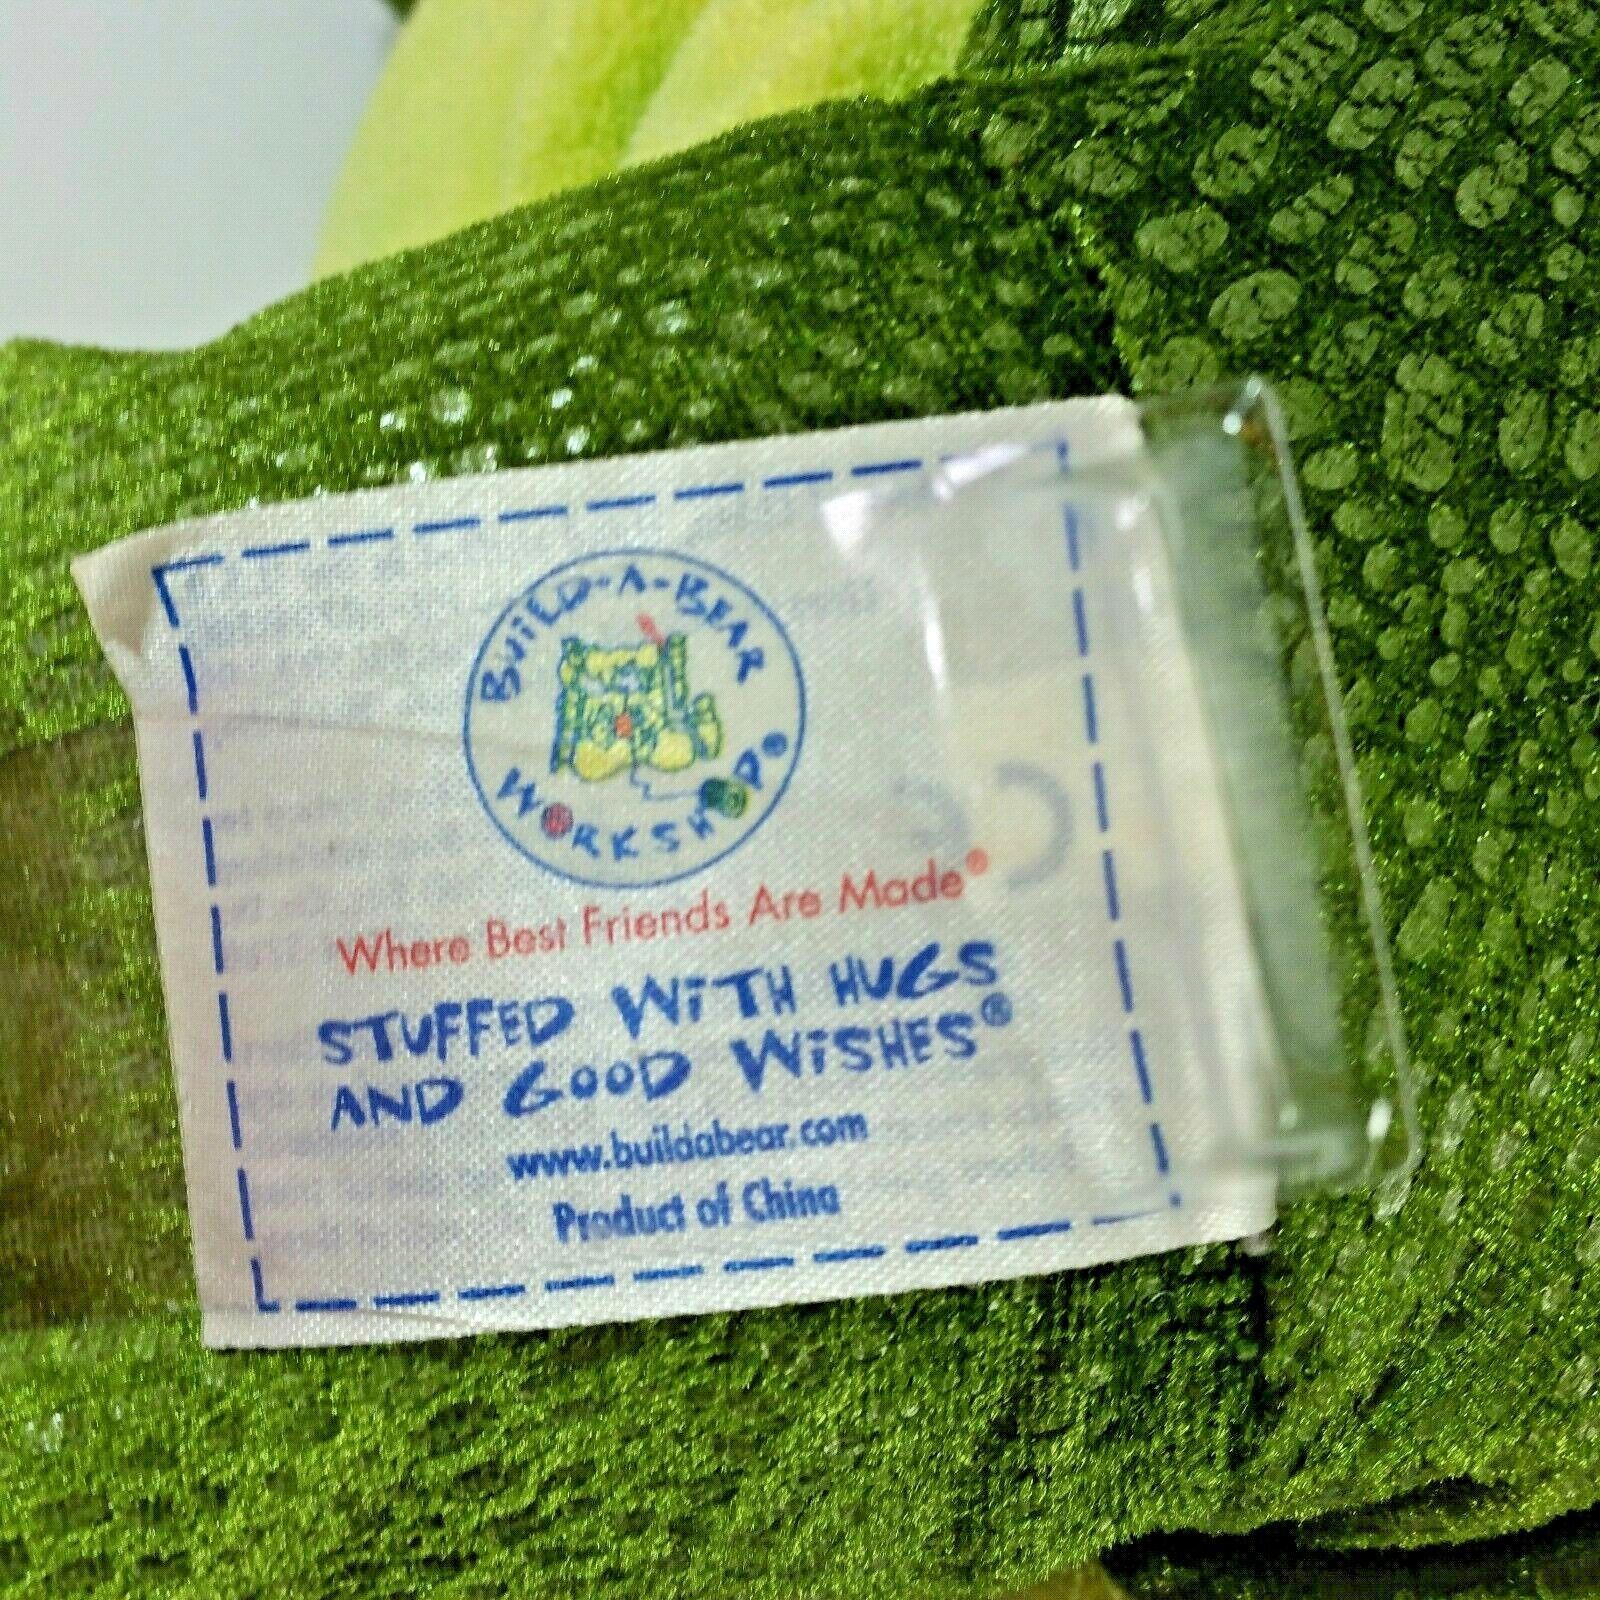 BUiLD-A-BEAR
WORKSHOP®
Where Best Friends Are Made®
STUFFED WiTH HUGS
AND GOOD WiSHES®
www.buildabear.com
Product of China